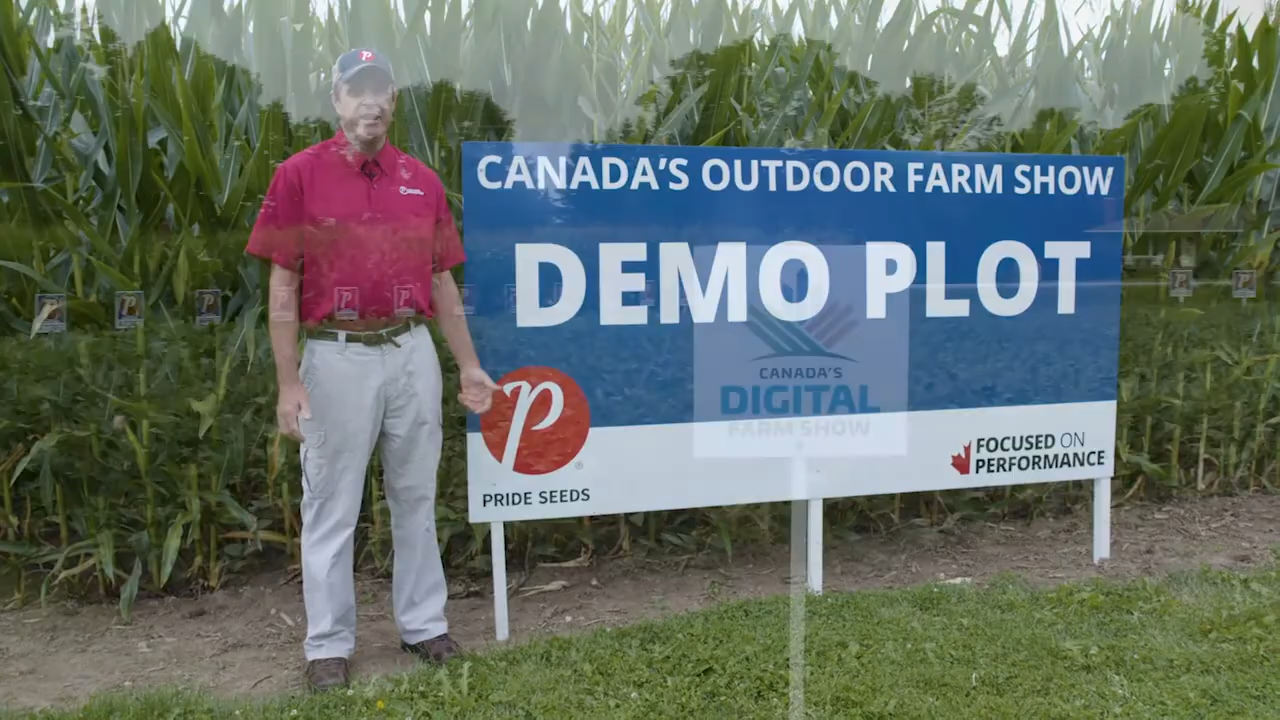 CANADA'S OUTDOOR FARM SHOW
DEMO PLOT
CANADA'S
DIGITAL
FARM SHOW
P
PRIDE SEEDS
FOCUSED ON
PERFORMANCE